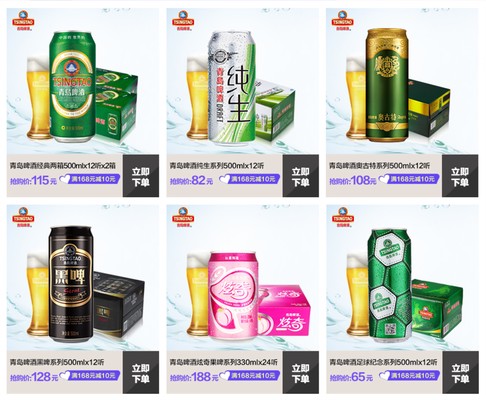 TSINGTAO
青岛啤酒
TSINGTAO
青岛啤酒
青岛啤酒
纯生
DRAFT
TSINGTAO
青岛啤酒
奥古特
青岛啤酒经典两箱500mlx12听x2箱
抢购价:115元
满168元减10元
立即
下单
青岛啤酒纯生系列500mlx12听
抢购价:82元
满168元减10元
立即
下单
青岛啤酒奥古特系列500mlx12听
抢购价:108元
满168元减10元
立即
下单
TSINGTAO
TSINGTAO
黑啤
TSINGTAO
炫奇
炫奇
TSINGTAO
青岛啤酒黑啤系列500mlx12听
抢购价:128元
满168元减10元
立即
下单
青岛啤酒炫奇果啤系列330mlx24听
抢购价:188元
满168元减10元
立即
下单
青岛啤酒足球纪念系列500mlx12听
抢购价:65元
满168元减10元
立即
下单